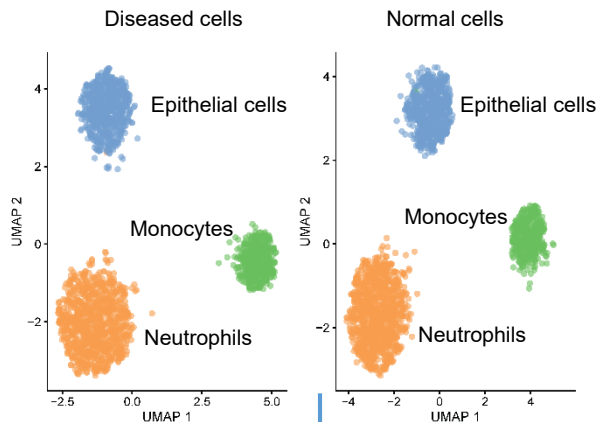 Diseased cells
Normal cells
4
2
0
−2
UMAP 2
Epithelial cells
Monocytes
Neutrophils
−2.5
0.0
2.5
5.0
UMAP 1
4
2
0
−2
UMAP 2
Epithelial cells
Monocytes
Neutrophils
−4
−2
0
2
4
UMAP 1